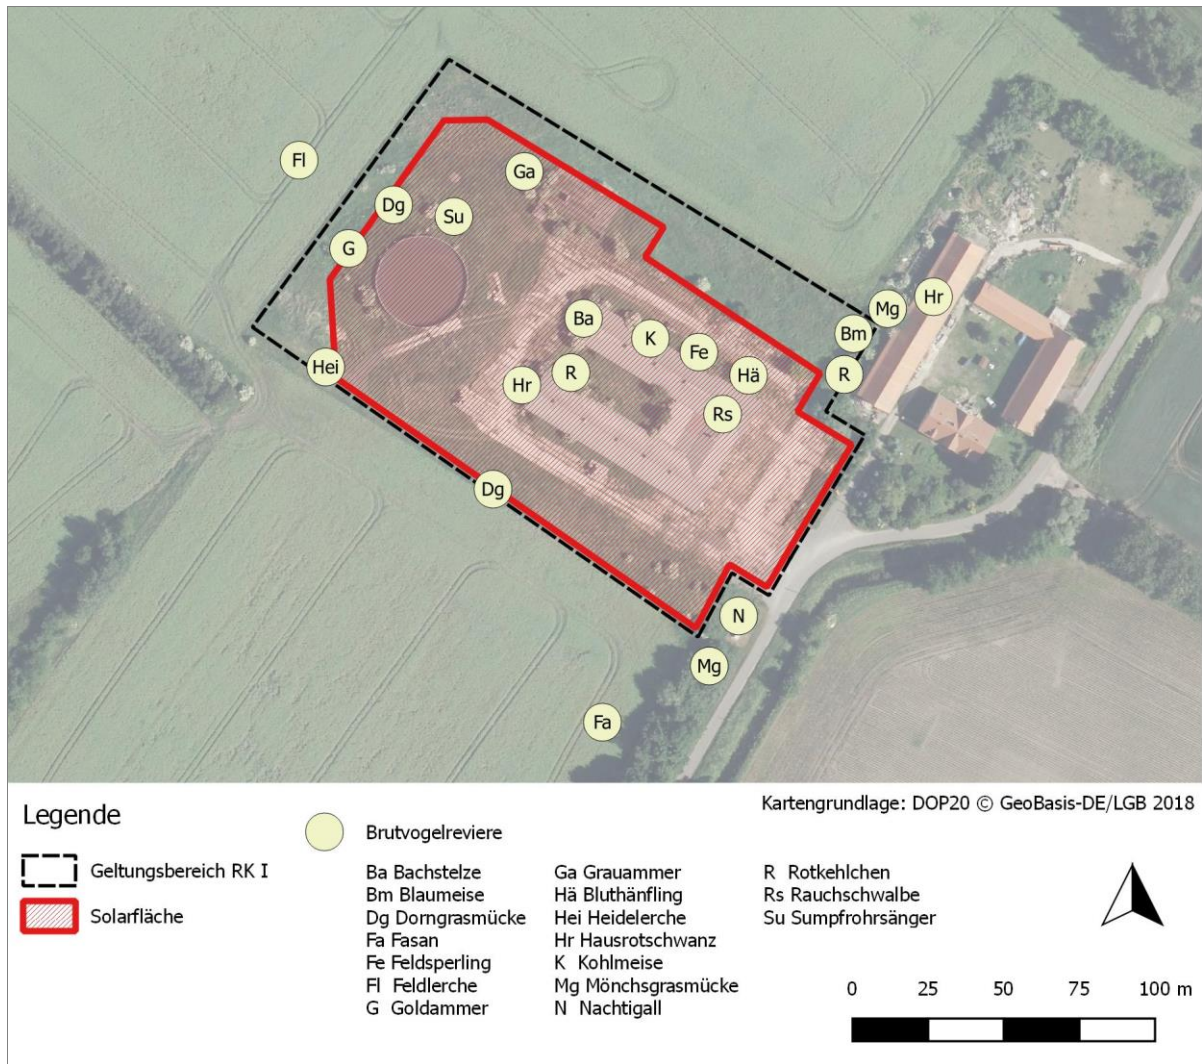 Fl
Ga
Dg
Su
G
Mg
Hr
Ba
Bm
K
Fe
Hei
Hr
R
Hä
R
Rs
Dg
N
Mg
Fa
Kartengrundlage: DOP20 © GeoBasis-DE/LGB 2018
Legende
Geltungsbereich RK I
Solarfläche
Brutvogelreviere
Ba Bachstelze
Bm Blaumeise
Dg Dorngrasmücke
Fa Fasan
Fe Feldsperling
Fl Feldlerche
G Goldammer
Ga Grauammer
Hä Bluthänfling
Hei Heidelerche
Hr Hausrotschwanz
K Kohlmeise
Mg Mönchsgrasmücke
N Nachtigall
R Rotkehlchen
Rs Rauchschwalbe
Su Sumpfrohrsänger
0 25 50 75 100 m